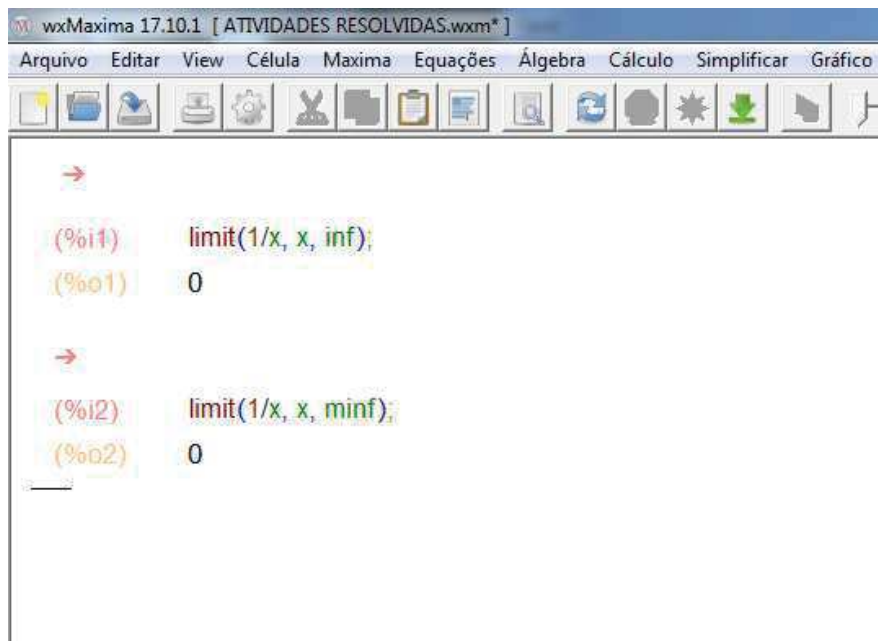 wxMaxima 17.10.1 [ ATIVIDADES RESOLVIDAS.wxm* ]
Arquivo Editar View Célula Maxima Equações Álgebra Cálculo Simplificar Gráfico
(%i1) limit(1/x, x, inf);
(%o1) 0
(%i2) limit(1/x, x, minf);
(%o2) 0